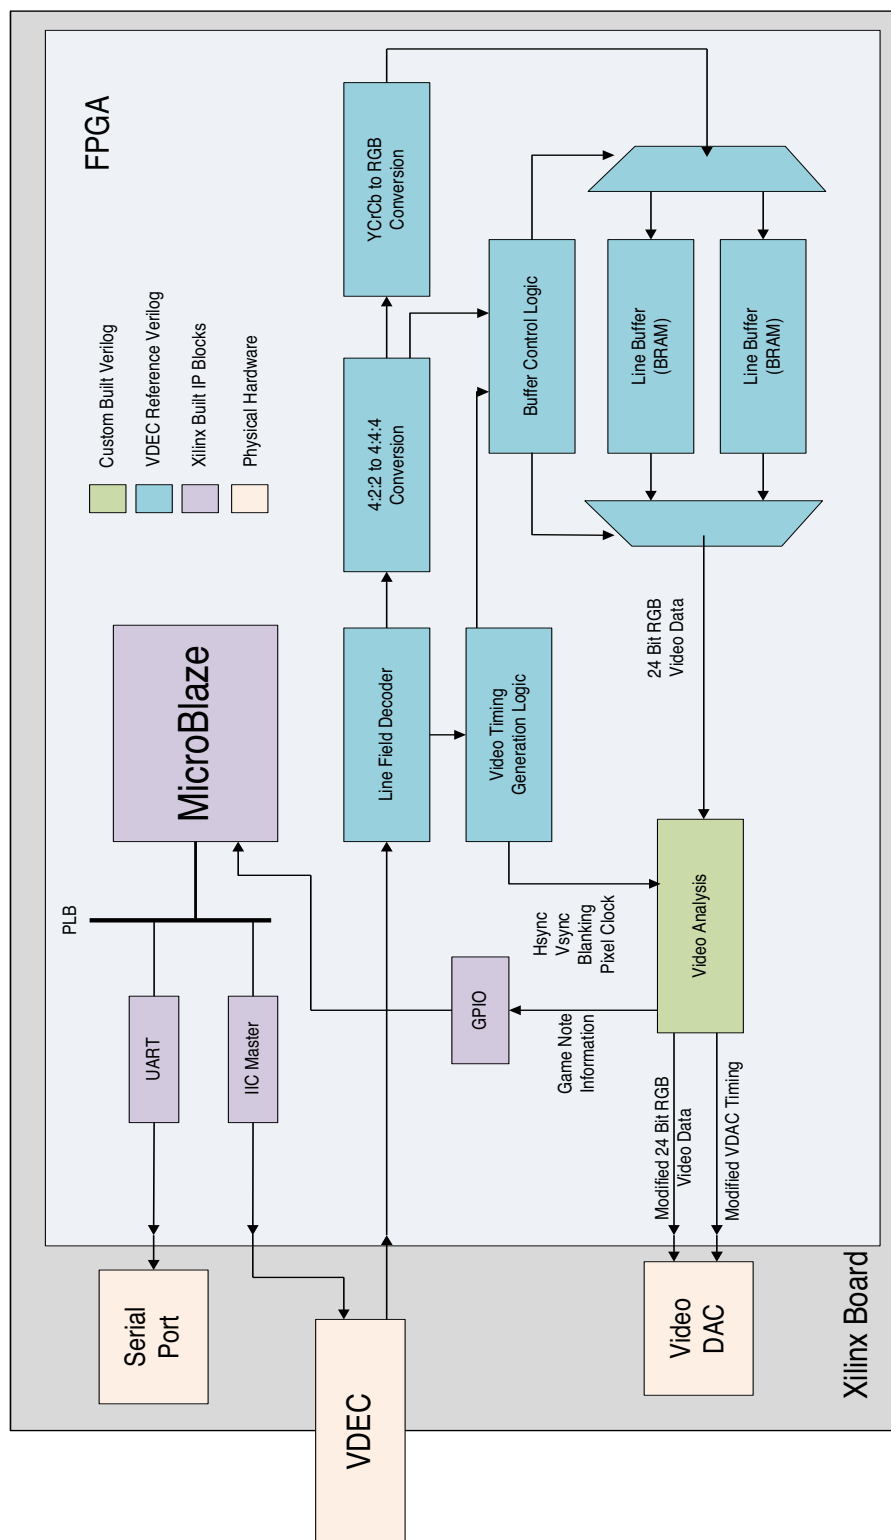 FPGA
Custom Built Verilog
VDEC Reference Verilog
Xilinx Built IP Blocks
Physical Hardware
MicroBlaze
PLB
UART
IIC Master
Serial
Port
VDEC
Line Field Decoder
4:2:2 to 4:4:4
Conversion
YCrCb to RGB
Conversion
Video Timing
Generation Logic
Buffer Control Logic
Line Buffer
(BRAM)
Line Buffer
(BRAM)
24 Bit RGB
Video Data
Hsync
Vsync
Blanking
Pixel Clock
GPIO
Game Note
Information
Video Analysis
Modified 24 Bit RGB
Video Data
Modified VDAC Timing
Video
DAC
Xilinx Board